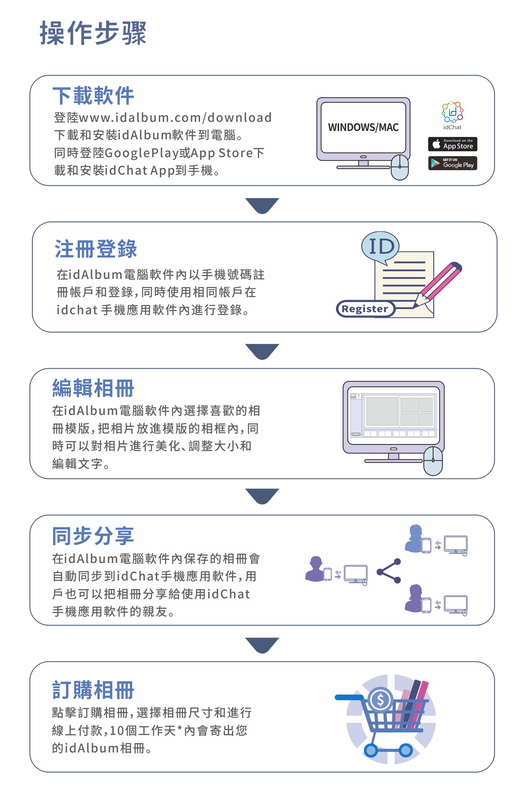 操作步骤
下載軟件
登陸www.idalbum.com/download
下載和安裝idAlbum軟件到電腦。
同時登陸GooglePlay或App Store下
載和安裝idChat App到手機。
WINDOWS/MAC
idChat
Download on the
App Store
GET IT ON
Google Play
注冊登錄
在idAlbum電腦軟件內以手機號碼註
冊帳戶和登錄,同時使用相同帳戶在
idchat手機應用軟件內進行登錄。
ID
Register
編輯相冊
在idAlbum電腦軟件內選擇喜歡的相
冊模版,把相片放進模版的相框內,同
時可以對相片進行美化、調整大小和
編輯文字。
同步分享
在idAlbum電腦軟件內保存的相冊會
自動同步到idChat手機應用軟件,用
戶也可以把相冊分享給使用idChat
手機應用軟件的親友。
訂購相冊
點擊訂購相冊,選擇相冊尺寸和進行
線上付款,10個工作天*內會寄出您
的idAlbum相冊。
$